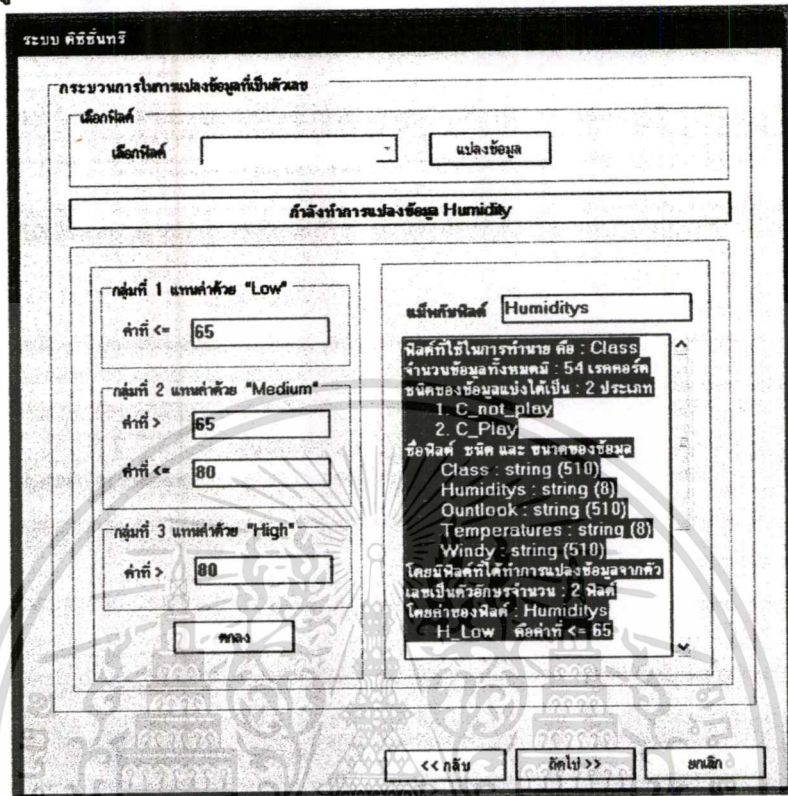 ระบบ ดิซิชั่นทรี
กระบวนการในการแปลงข้อมูลที่เป็นตัวเลข
เลือกฟิลด์
เลือกฟิลด์
แปลงข้อมูล
กำลังทำการแปลงข้อมูล Humidity
กลุ่มที่ 1 แทนค่าด้วย "Low"
ค่าที่ <= 65
กลุ่มที่ 2 แทนค่าด้วย "Medium"
ค่าที่ > 65
ค่าที่ <= 80
กลุ่มที่ 3 แทนค่าด้วย "High"
ค่าที่ > 80
ตกลง
แม็พกับฟิลด์ Humiditys
ฟิลด์ที่ใช้ในการทำนาย คือ : Class
จำนวนข้อมูลทั้งหมดมี : 54 เรคคอร์ด
ชนิดของข้อมูลแบ่งได้เป็น : 2 ประเภท
1. C_not_play
2. C_Play
ชื่อฟิลด์ ชนิด และ ขนาดของข้อมูล
Class : string (510)
Humiditys : string (8)
Ountlook : string (510)
Temperatures : string (8)
Windy : string (510)
โดยมีฟิลด์ที่ได้ทำการแปลงข้อมูลจากตัว
เลขเป็นตัวอักษรจำนวน : 2 ฟิลด์
โดยค่าของฟิลด์ : Humiditys
H_Low คือค่าที่ <= 65
<< กลับ
ถัดไป >>
ยกเลิก